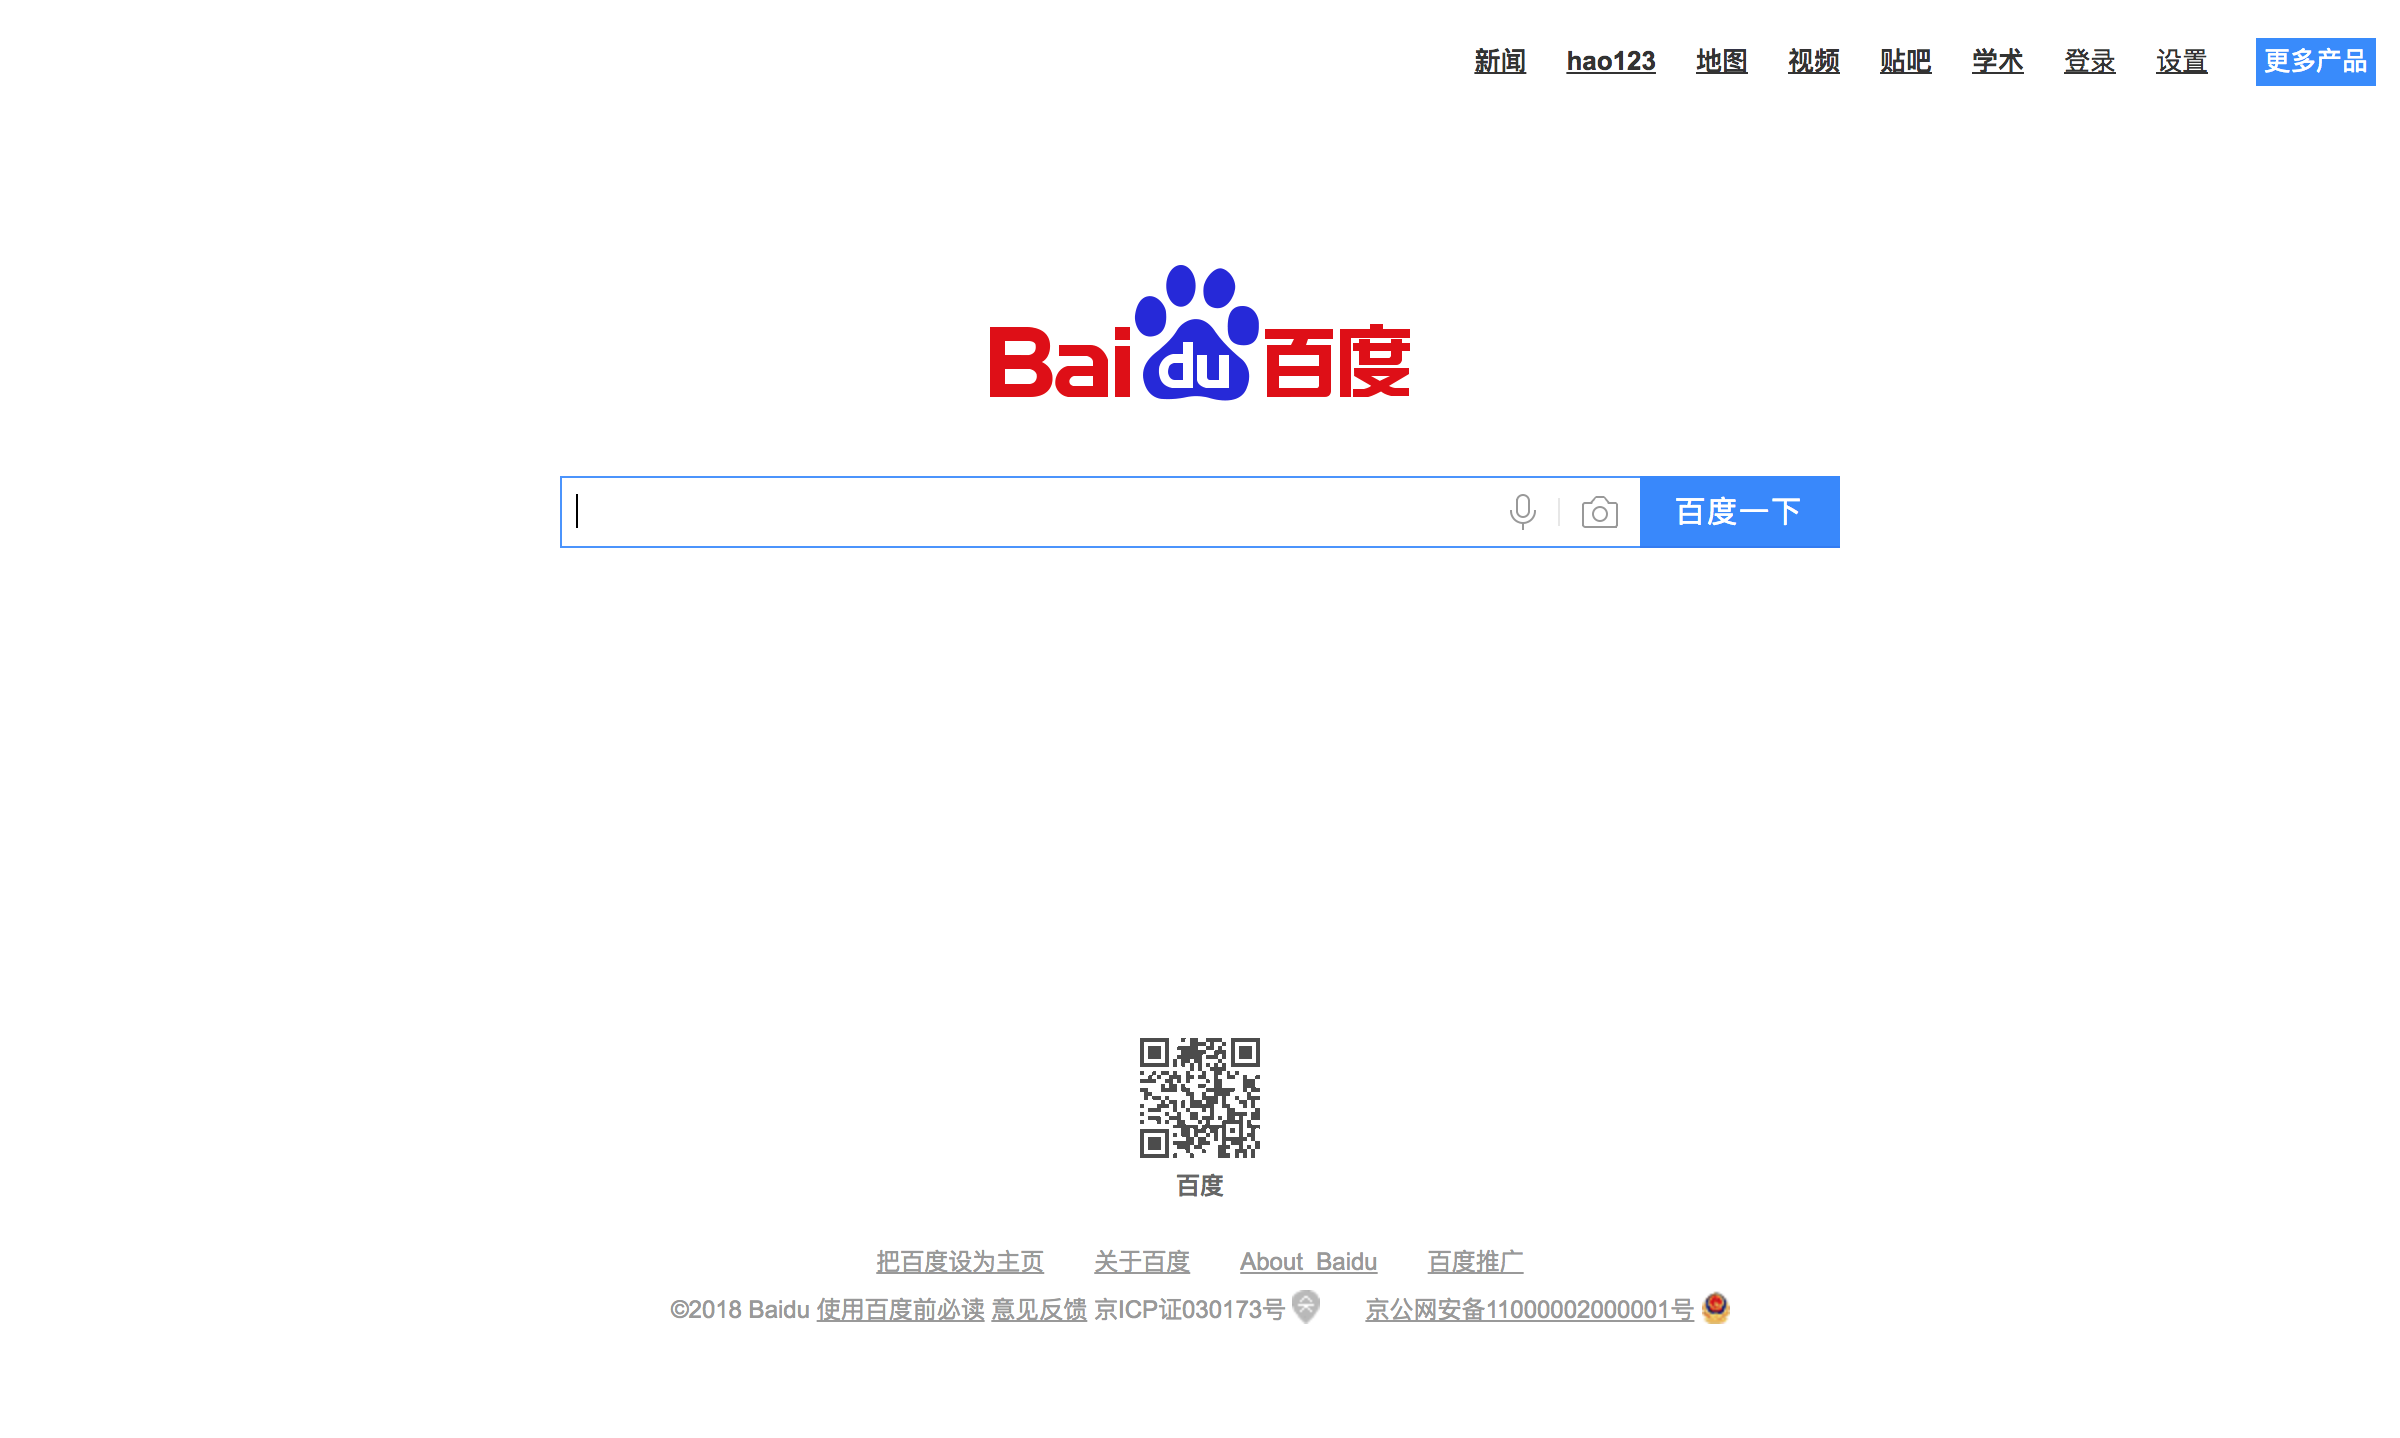 新闻 hao123 地图 视频 贴吧 学术 登录 设置 更多产品
Bai du 百度
百度一下
百度
把百度设为主页 关于百度 About Baidu 百度推广
©2018 Baidu 使用百度前必读 意见反馈 京ICP证030173号 京公网安备11000002000001号